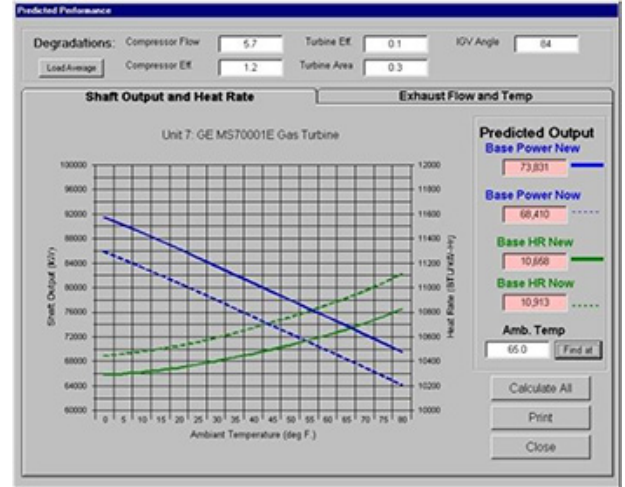 Predicted Performance
Degradations: Compressor Flow 5.7 Turbine Eff. 0.1 IGV Angle 84
Load Average Compressor Eff. 1.2 Turbine Area 0.3
Shaft Output and Heat Rate Exhaust Flow and Temp
Unit 7: GE MS70001E Gas Turbine
100000 12000
96000 11800
92000 11600
88000 11400
84000 11200
80000 11000
76000 10800
72000 10600
68000 10400
64000 10200
60000 10000
0 5 10 15 20 25 30 35 40 45 50 55 60 65 70 75 80
Ambiant Temperature (deg F.)
Shaft Output (KW)
Heat Rate (BTU/kW-Hr)
Predicted Output
Base Power New
73,831
Base Power Now
68,410
Base HR New
10,658
Base HR Now
10,913
Amb. Temp
65.0 Find at
Calculate All
Print
Close